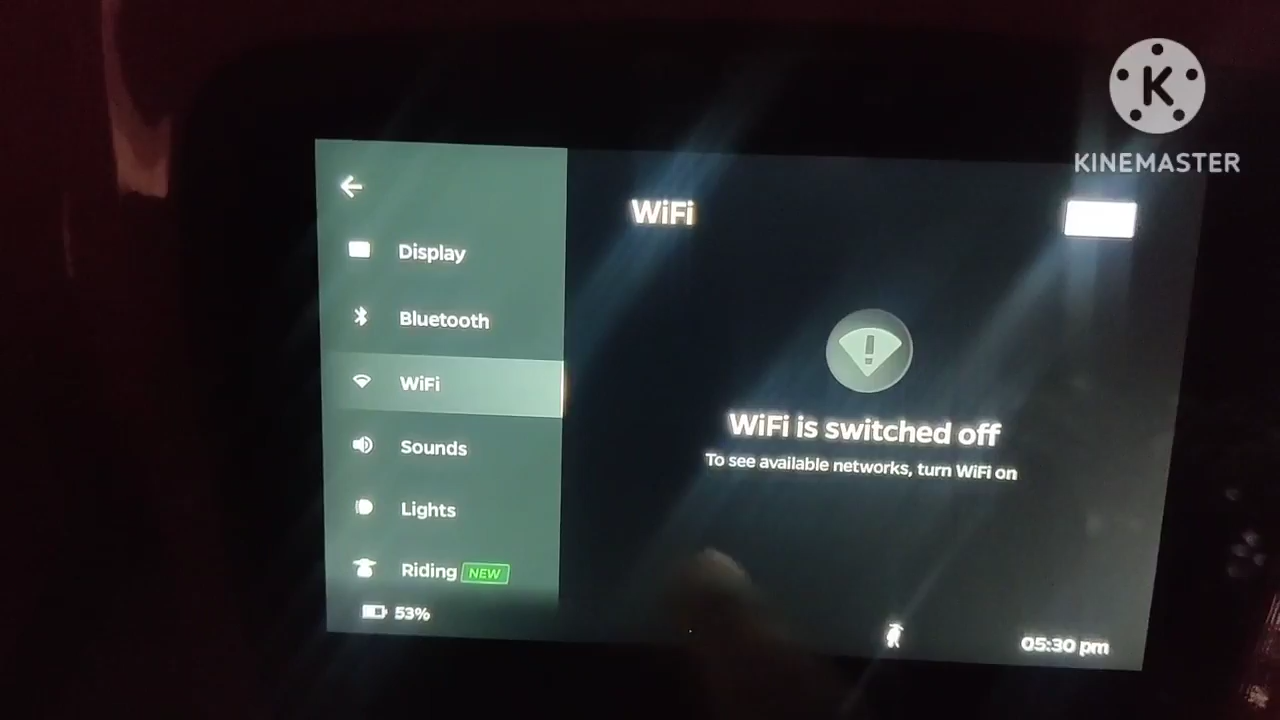 K
KINEMASTER
WiFi
Display
Bluetooth
WiFi
Sounds
Lights
Riding NEW
53%
WiFi is switched off
To see available networks, turn WiFi on
05:30 pm